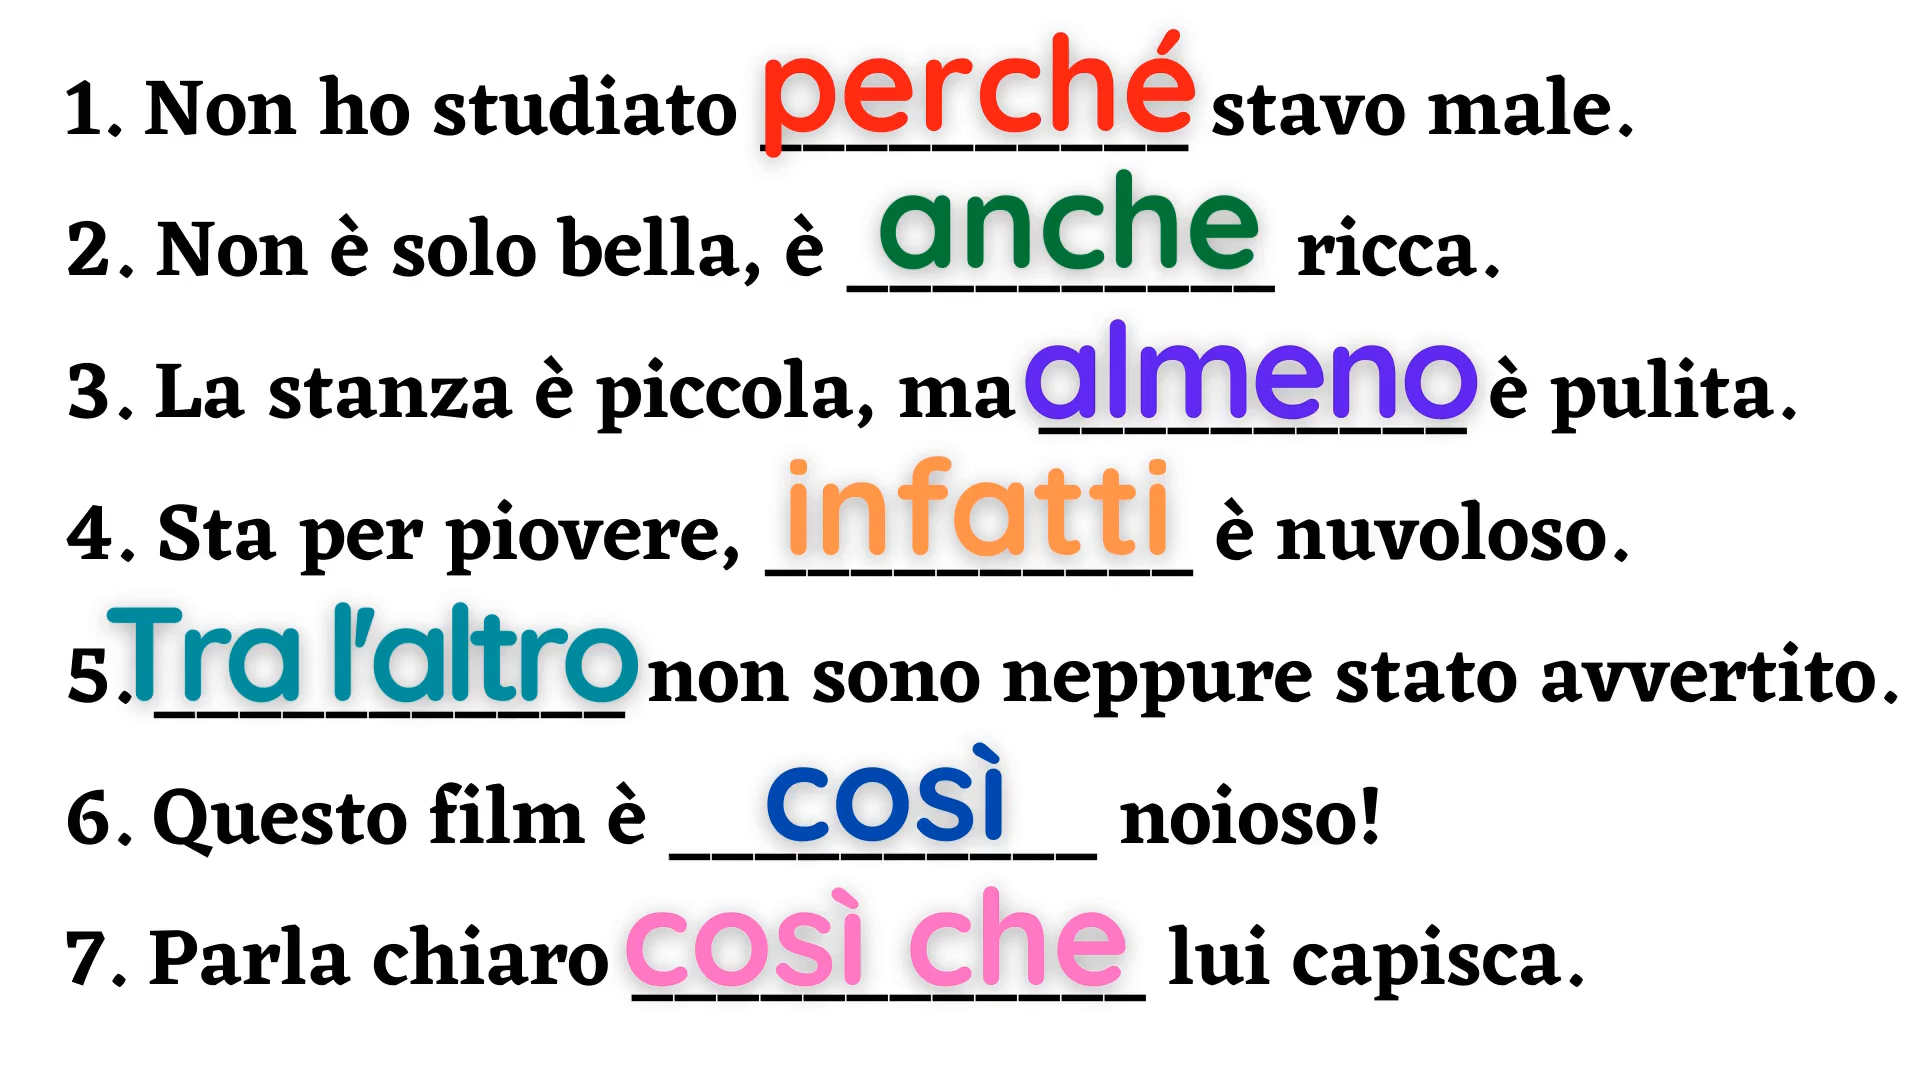 1. Non ho studiato perché stavo male.
2. Non è solo bella, è anche ricca.
3. La stanza è piccola, ma almeno è pulita.
4. Sta per piovere, infatti è nuvoloso.
5. Tra l'altro non sono neppure stato avvertito.
6. Questo film è così noioso!
7. Parla chiaro così che lui capisca.